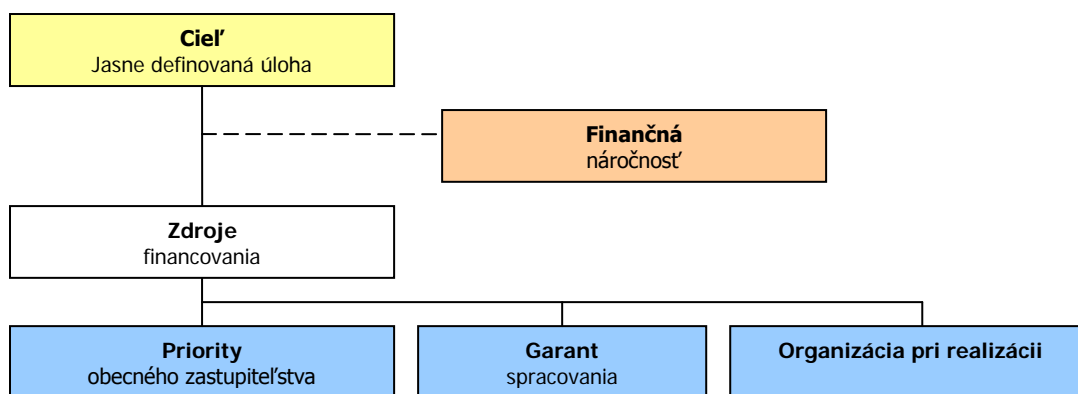 Cieľ
Jasne definovaná úloha
Finančná
náročnosť
Zdroje
financovania
Priority
obecného zastupiteľstva
Garant
spracovania
Organizácia pri realizácii